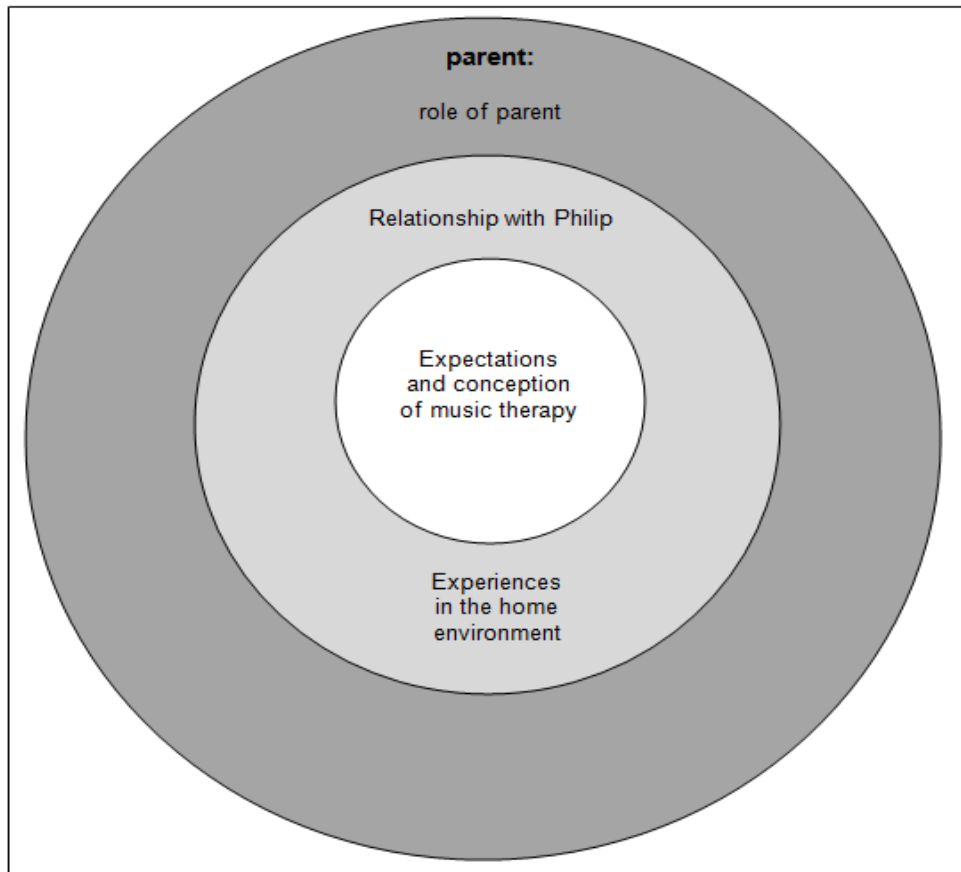 parent:
role of parent
Relationship with Philip
Expectations
and conception
of music therapy
Experiences
in the home
environment